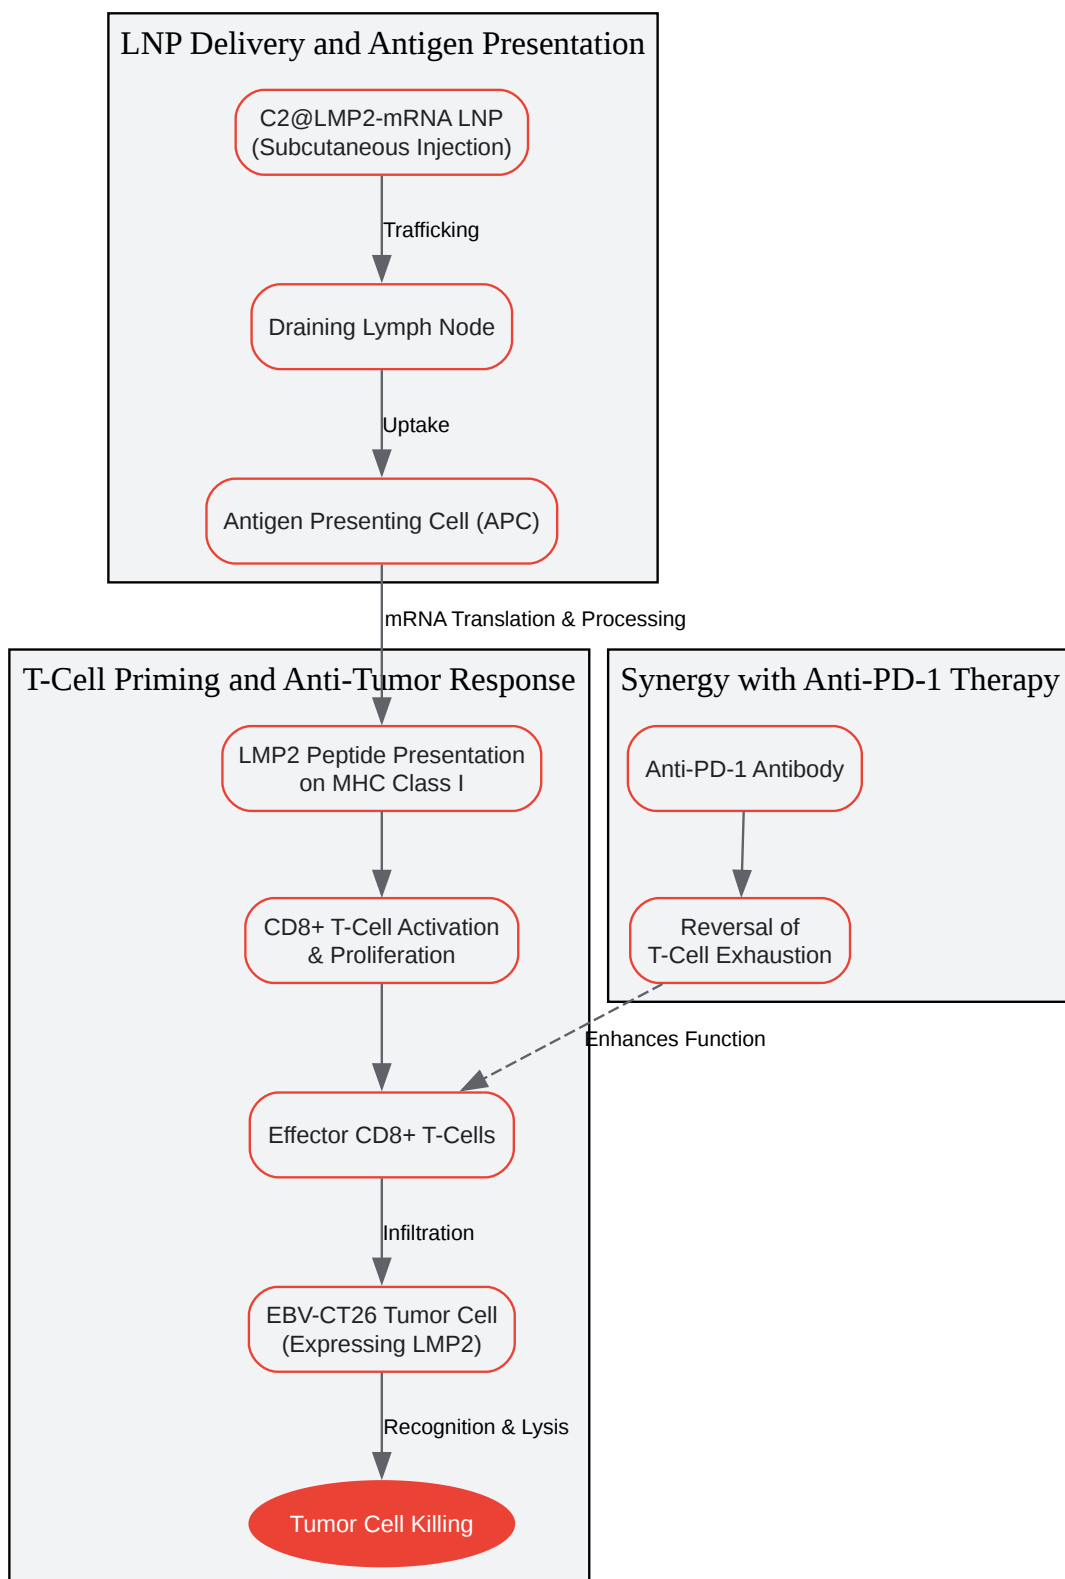 LNP Delivery and Antigen Presentation
C2@LMP2-mRNA LNP
(Subcutaneous Injection)
Trafficking
Draining Lymph Node
Uptake
Antigen Presenting Cell (APC)
mRNA Translation & Processing
T-Cell Priming and Anti-Tumor Response
LMP2 Peptide Presentation
on MHC Class I
CD8+ T-Cell Activation
& Proliferation
Synergy with Anti-PD-1 Therapy
Anti-PD-1 Antibody
Reversal of
T-Cell Exhaustion
Enhances Function
Effector CD8+ T-Cells
Infiltration
EBV-CT26 Tumor Cell
(Expressing LMP2)
Recognition & Lysis
Tumor Cell Killing